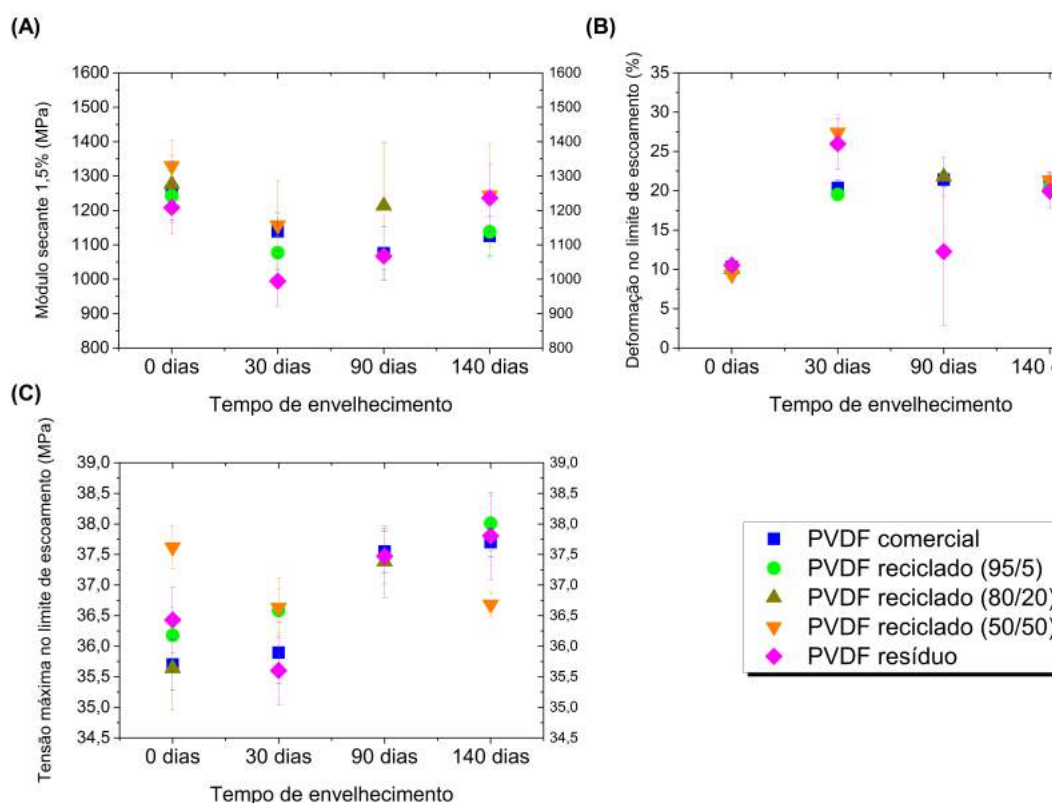 (A)
Módulo secante 1,5% (MPa)
1600
1500
1400
1300
1200
1100
1000
900
800
1600
1500
1400
1300
1200
1100
1000
900
800
0 dias 30 dias 90 dias 140 dias
Tempo de envelhecimento
(B)
Deformação no limite de escoamento (%)
35
30
25
20
15
10
5
0
0 dias 30 dias 90 dias 140 d
Tempo de envelhecimento
(C)
Tensão máxima no limite de escoamento (MPa)
39,0
38,5
38,0
37,5
37,0
36,5
36,0
35,5
35,0
34,5
39,0
38,5
38,0
37,5
37,0
36,5
36,0
35,5
35,0
34,5
0 dias 30 dias 90 dias 140 dias
Tempo de envelhecimento
PVDF comercial
PVDF reciclado (95/5)
PVDF reciclado (80/20)
PVDF reciclado (50/50)
PVDF resíduo